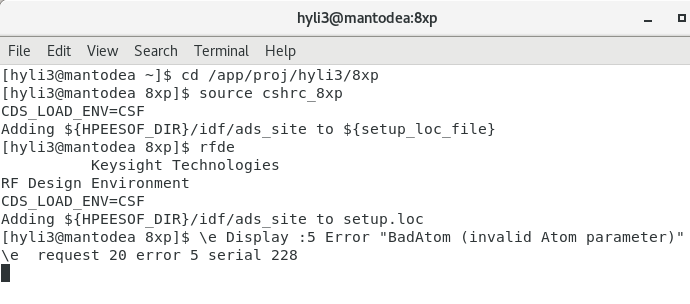 hyli3@mantodea:8xp
File Edit View Search Terminal Help
[hyli3@mantodea ~]$ cd /app/proj/hyli3/8xp
[hyli3@mantodea 8xp]$ source cshrc_8xp
CDS_LOAD_ENV=CSF
Adding ${HPEESOF_DIR}/idf/ads_site to ${setup_loc_file}
[hyli3@mantodea 8xp]$ rfde
          Keysight Technologies
RF Design Environment
CDS_LOAD_ENV=CSF
Adding ${HPEESOF_DIR}/idf/ads_site to setup.loc
[hyli3@mantodea 8xp]$ \e Display :5 Error "BadAtom (invalid Atom parameter)"
\e  request 20 error 5 serial 228